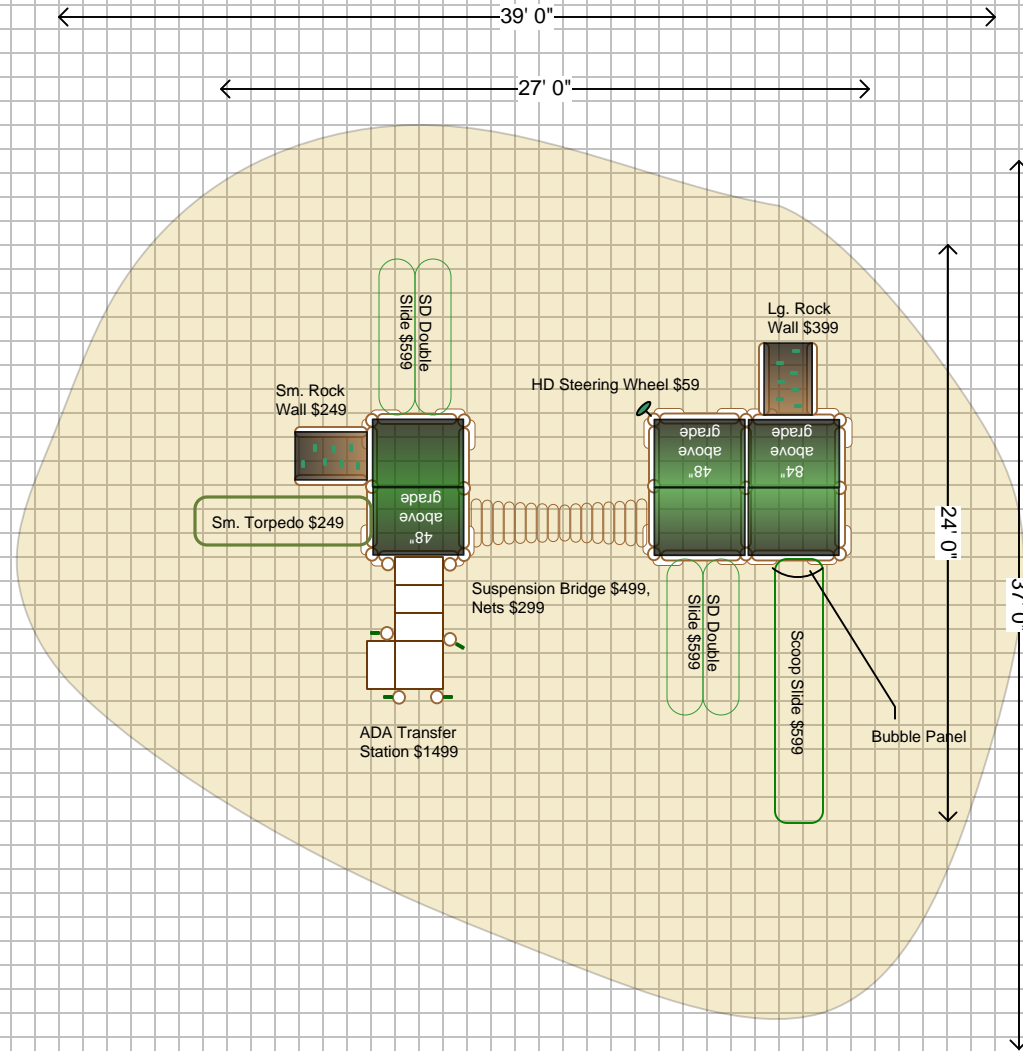 39' 0"
27' 0"
SD Double
Slide $599
Lg. Rock
Wall $399
HD Steering Wheel $59
Sm. Rock
Wall $249
48"
above
grade
84"
above
grade
Sm. Torpedo $249
48"
above
grade
24' 0"
Suspension Bridge $499,
Nets $299
37' 0"
SD Double
Slide $599
Scoop Slide $599
ADA Transfer
Station $1499
Bubble Panel